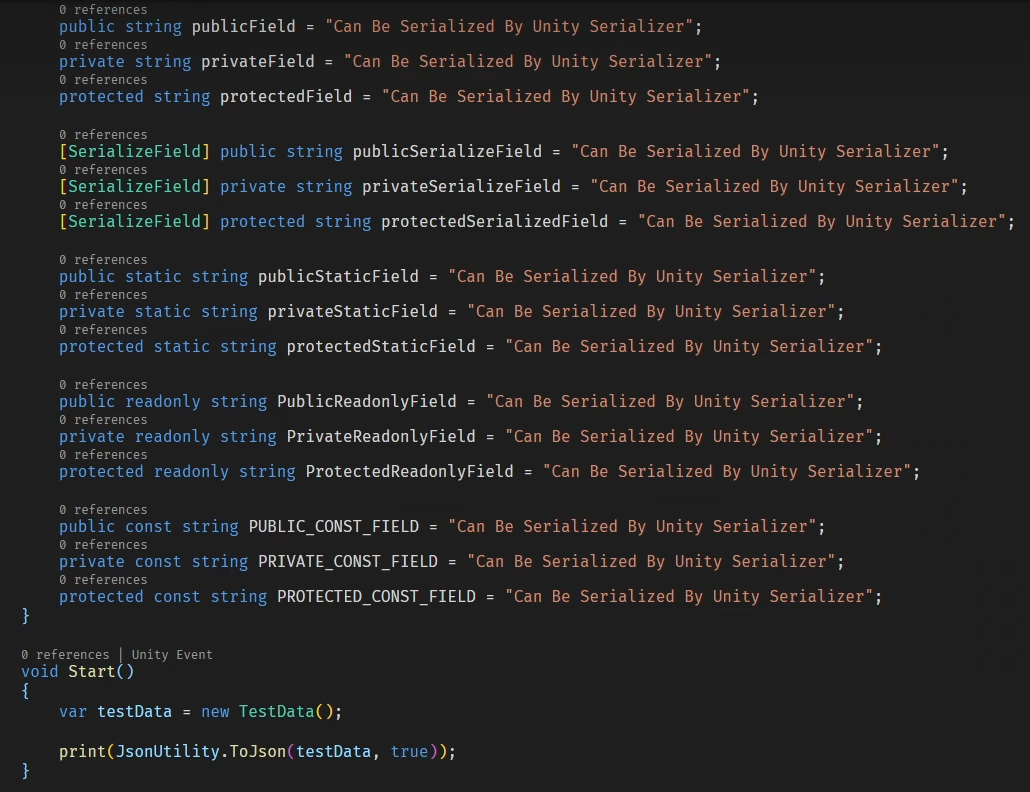 0 references
public string publicField = "Can Be Serialized By Unity Serializer";
0 references
private string privateField = "Can Be Serialized By Unity Serializer";
0 references
protected string protectedField = "Can Be Serialized By Unity Serializer";
0 references
[SerializeField] public string publicSerializeField = "Can Be Serialized By Unity Serializer";
0 references
[SerializeField] private string privateSerializeField = "Can Be Serialized By Unity Serializer";
0 references
[SerializeField] protected string protectedSerializedField = "Can Be Serialized By Unity Serializer";
0 references
public static string publicStaticField = "Can Be Serialized By Unity Serializer";
0 references
private static string privateStaticField = "Can Be Serialized By Unity Serializer";
0 references
protected static string protectedStaticField = "Can Be Serialized By Unity Serializer";
0 references
public readonly string PublicReadonlyField = "Can Be Serialized By Unity Serializer";
0 references
private readonly string PrivateReadonlyField = "Can Be Serialized By Unity Serializer";
0 references
protected readonly string ProtectedReadonlyField = "Can Be Serialized By Unity Serializer";
0 references
public const string PUBLIC_CONST_FIELD = "Can Be Serialized By Unity Serializer";
0 references
private const string PRIVATE_CONST_FIELD = "Can Be Serialized By Unity Serializer";
0 references
protected const string PROTECTED_CONST_FIELD = "Can Be Serialized By Unity Serializer";
}
0 references | Unity Event
void Start()
{
var testData = new TestData();
print(JsonUtility.ToJson(testData, true));
}